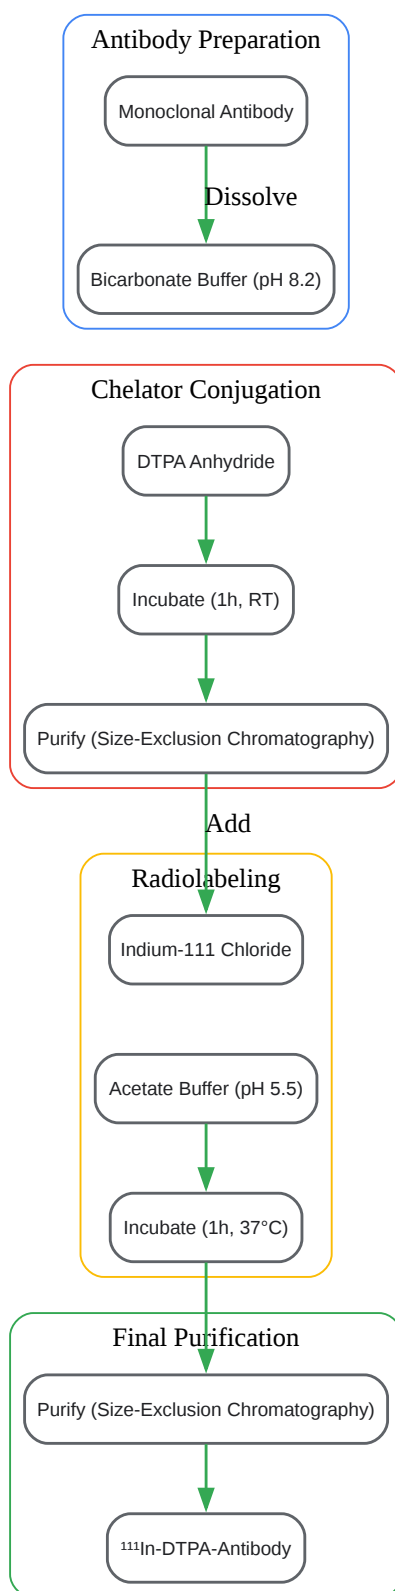 Antibody Preparation
Monoclonal Antibody
Dissolve
Bicarbonate Buffer (pH 8.2)
Chelator Conjugation
DTPA Anhydride
Incubate (1h, RT)
Purify (Size-Exclusion Chromatography)
Add
Radiolabeling
Indium-111 Chloride
Acetate Buffer (pH 5.5)
Incubate (1h, 37°C)
Final Purification
Purify (Size-Exclusion Chromatography)
¹¹¹In-DTPA-Antibody